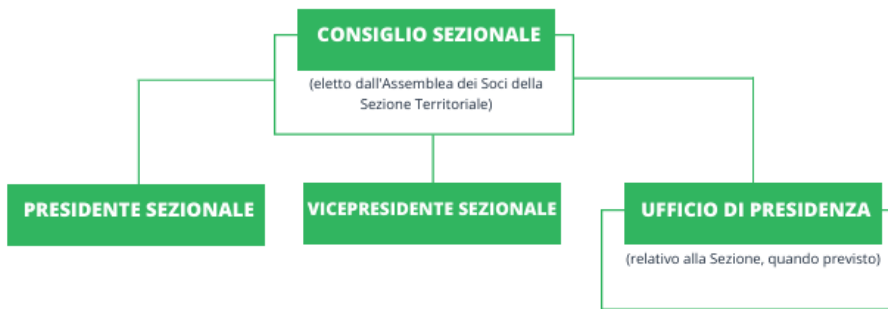 CONSIGLIO SEZIONALE
(eletto dall'Assemblea dei Soci della
Sezione Territoriale)
PRESIDENTE SEZIONALE
VICEPRESIDENTE SEZIONALE
UFFICIO DI PRESIDENZA
(relativo alla Sezione, quando previsto)